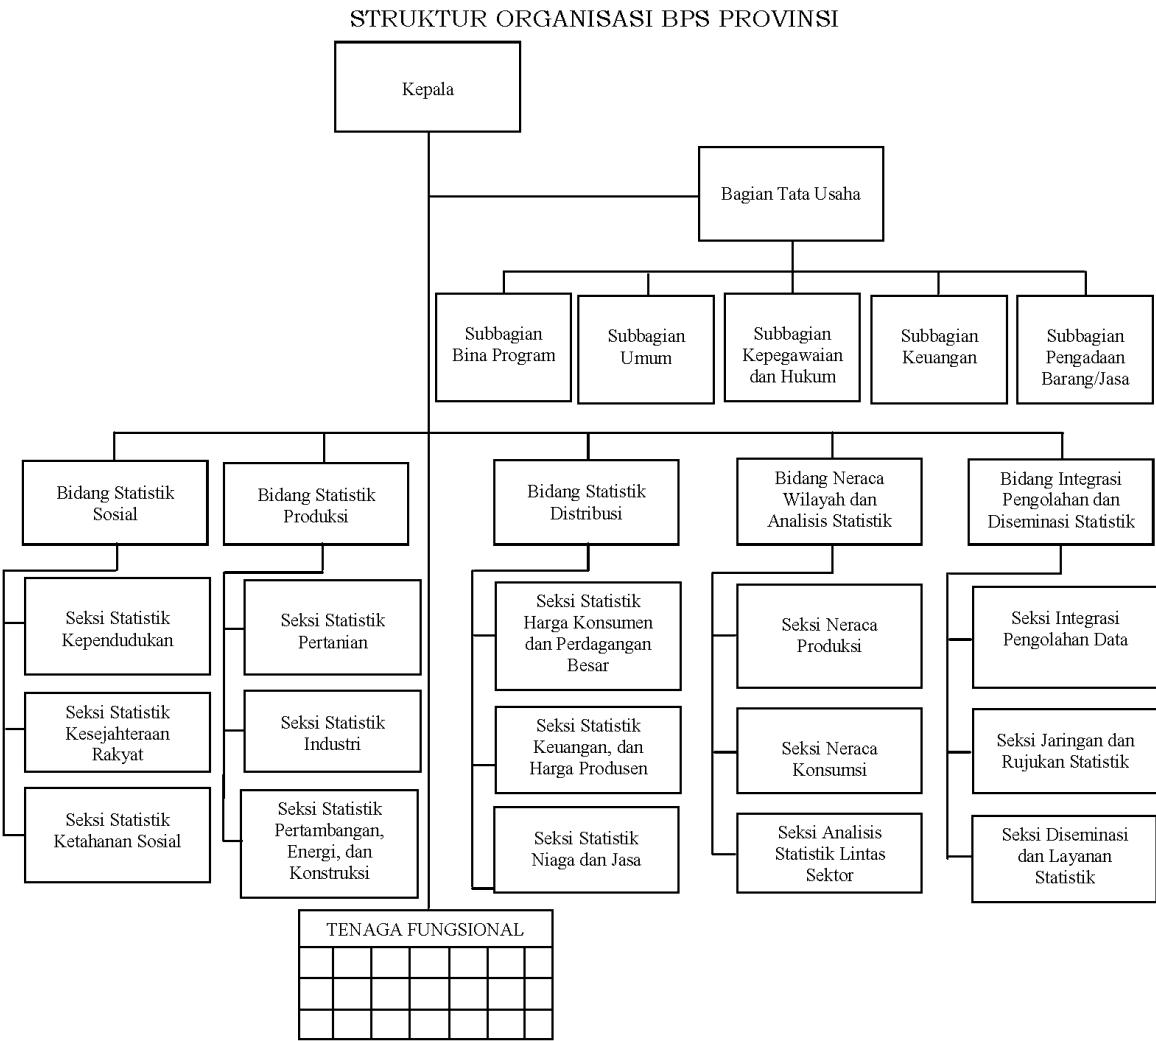 STRUKTUR ORGANISASI BPS PROVINSI
Kepala
Bagian Tata Usaha
Subbagian
Bina Program
Subbagian
Umum
Subbagian
Kepegawaian
dan Hukum
Subbagian
Keuangan
Subbagian
Pengadaan
Barang/Jasa
Bidang Statistik
Sosial
Bidang Statistik
Produksi
Bidang Statistik
Distribusi
Bidang Neraca
Wilayah dan
Analisis Statistik
Bidang Integrasi
Pengolahan dan
Diseminasi Statistik
Seksi Statistik
Kependudukan
Seksi Statistik
Pertanian
Seksi Statistik
Harga Konsumen
dan Perdagangan
Besar
Seksi Neraca
Produksi
Seksi Integrasi
Pengolahan Data
Seksi Statistik
Kesejahteraan
Rakyat
Seksi Statistik
Industri
Seksi Statistik
Keuangan, dan
Harga Produsen
Seksi Neraca
Konsumsi
Seksi Jaringan dan
Rujukan Statistik
Seksi Statistik
Ketahanan Sosial
Seksi Statistik
Pertambangan,
Energi, dan
Konstruksi
Seksi Statistik
Niaga dan Jasa
Seksi Analisis
Statistik Lintas
Sektor
Seksi Diseminasi
dan Layanan
Statistik
TENAGA FUNGSIONAL